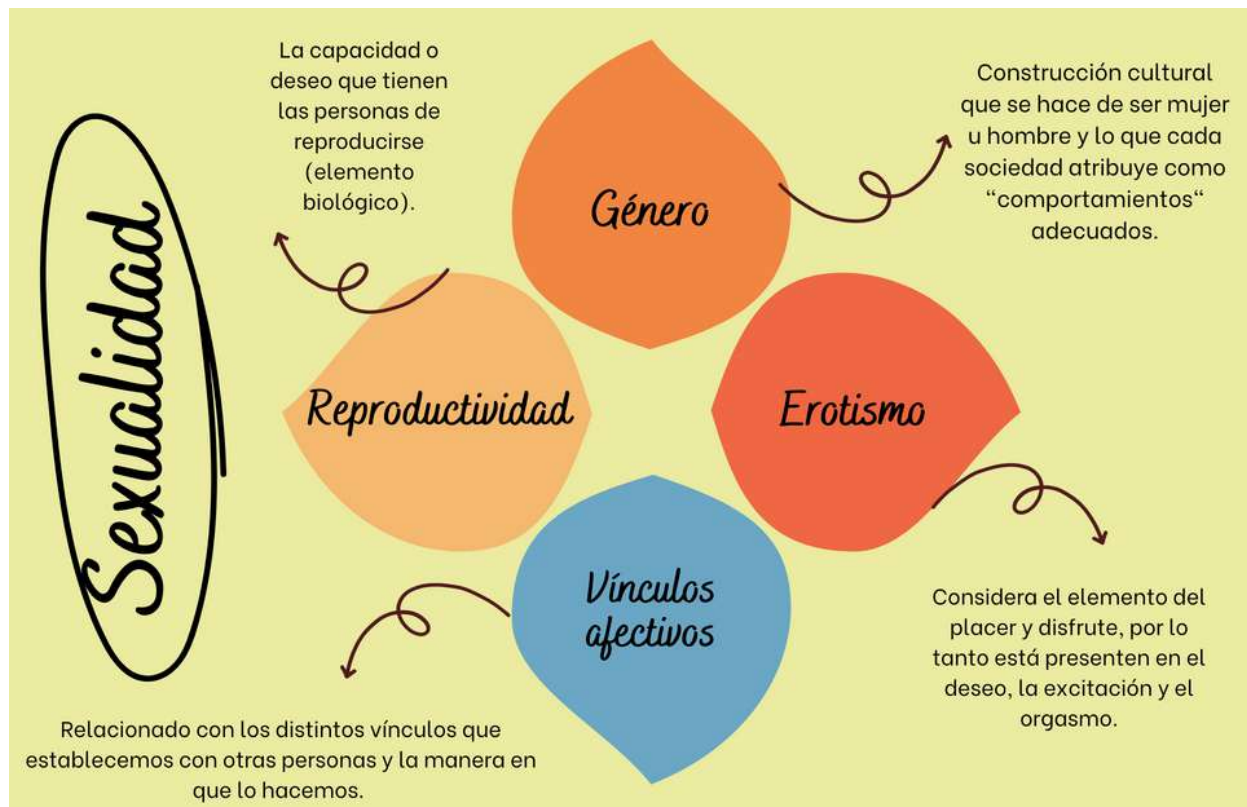 Sexualidad
La capacidad o
deseo que tienen
las personas de
reproducirse
(elemento
biológico).
Género
Construcción cultural
que se hace de ser mujer
u hombre y lo que cada
sociedad atribuye como
“comportamientos“
adecuados.
Reproductividad
Erotismo
Vínculos
afectivos
Considera el elemento del
placer y disfrute, por lo
tanto está presenten en el
deseo, la excitación y el
orgasmo.
Relacionado con los distintos vínculos que
establecemos con otras personas y la manera en
que lo hacemos.